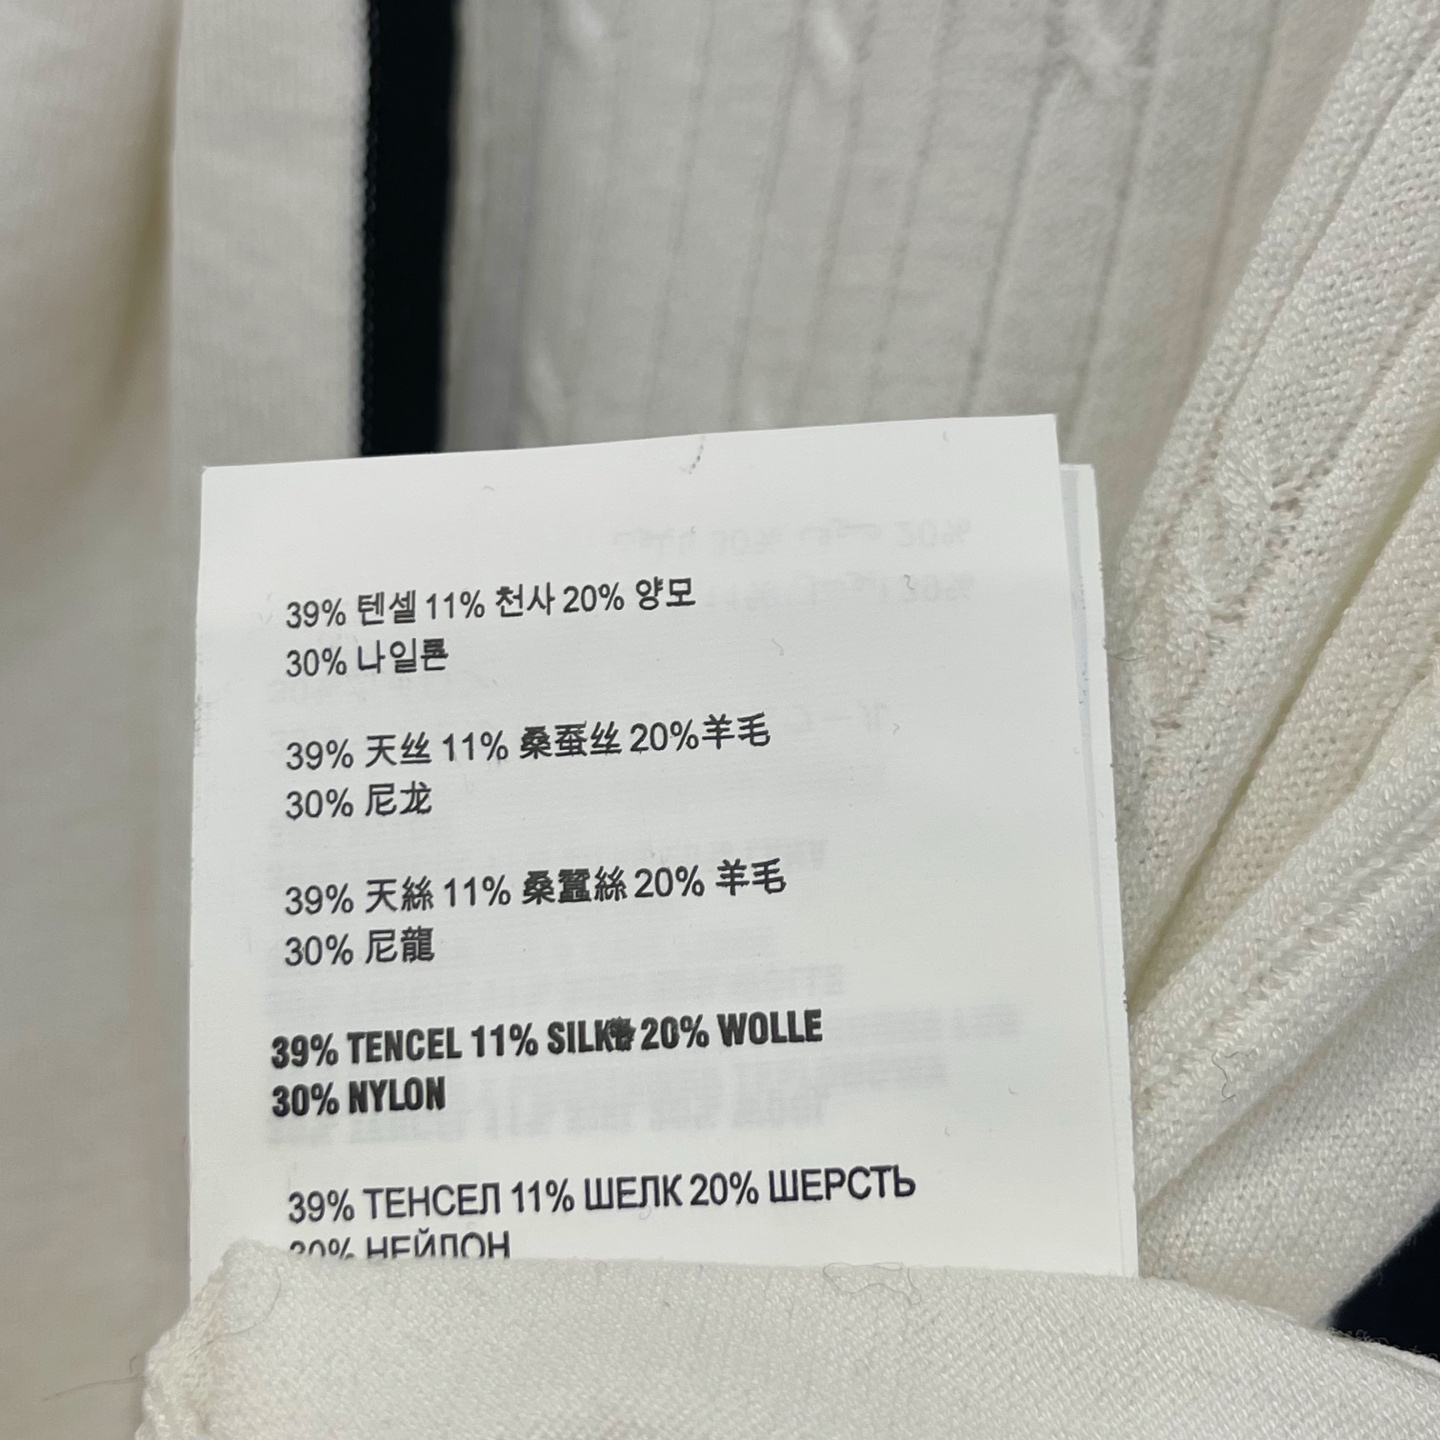 39% 텐셀 11% 천사 20% 양모
30% 나일론
39% 天丝 11% 桑蚕丝 20%羊毛
30% 尼龙
39% 天絲 11% 桑蠶絲 20% 羊毛
30% 尼龍
39% TENCEL 11% SILK 20% WOLLE
30% NYLON
39% ТЕНСЕЛ 11% ШЕЛК 20% ШЕРСТЬ
30% НЕЙЛОН